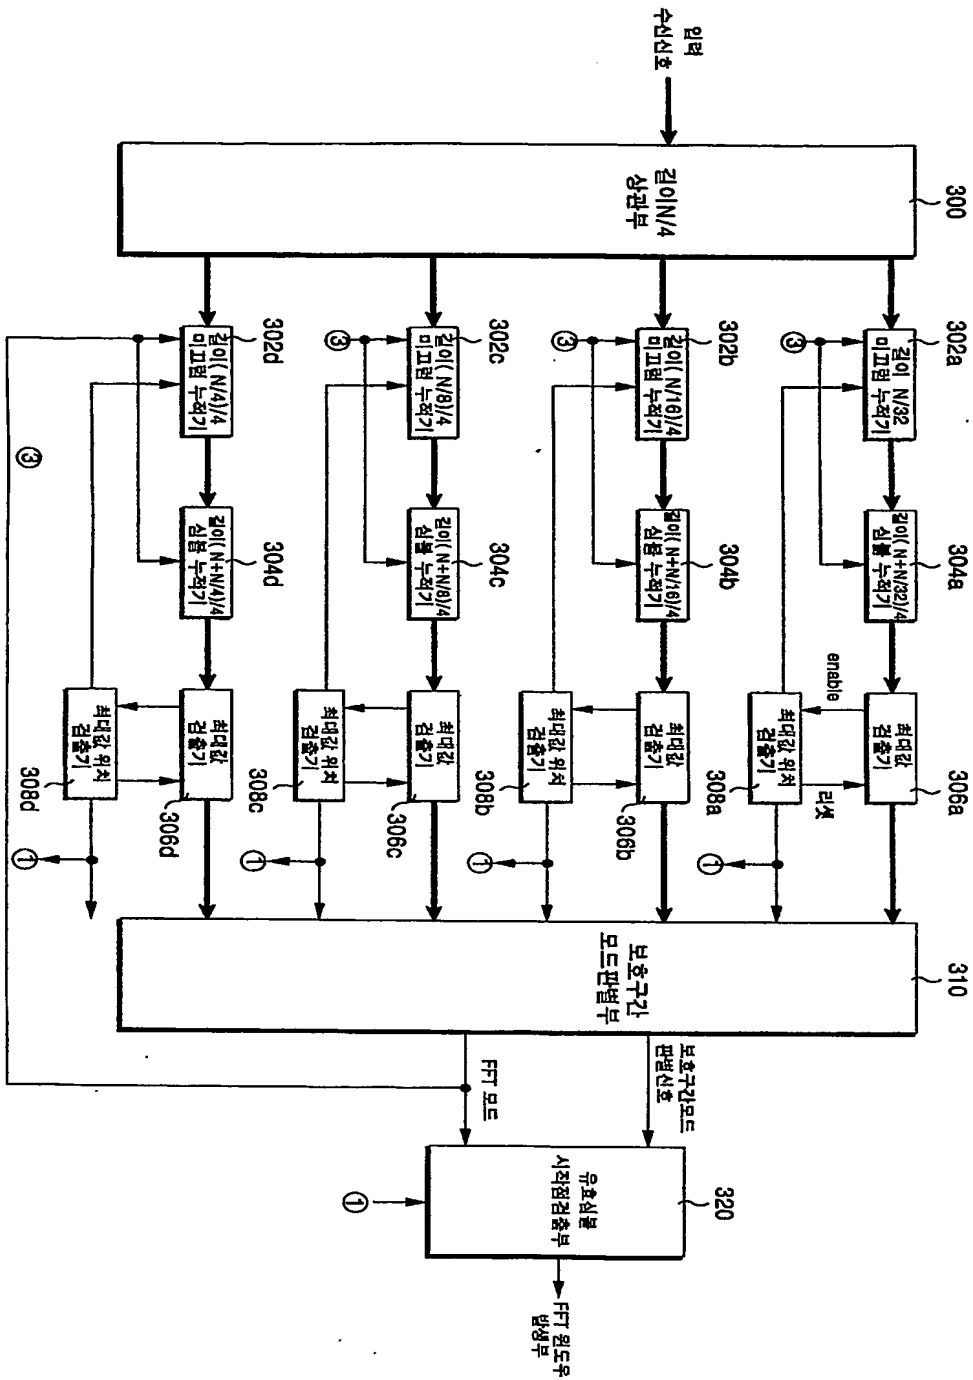 입력
수신신호
길이N/4
상관부
300
길이 N/32
미끄럼 누적기
302a
길이(N+N/32)/4
심볼 누적기
304a
enable
리셋
최대값
검출기
306a
최대값 위치
검출기
308a
③
①
길이(N/16)/4
미끄럼 누적기
302b
길이(N+N/16)/4
심볼 누적기
304b
최대값
검출기
306b
최대값 위치
검출기
308b
③
①
길이(N/8)/4
미끄럼 누적기
302c
길이(N+N/8)/4
심볼 누적기
304c
최대값
검출기
306c
최대값 위치
검출기
308c
③
①
길이(N/4)/4
미끄럼 누적기
302d
길이(N+N/4)/4
심볼 누적기
304d
최대값
검출기
306d
최대값 위치
검출기
308d
③
①
보호구간
모드판별부
310
보호구간모드
판별신호
FFT 모드
유효심볼
시작점검출부
320
①
FFT 윈도우
발생부